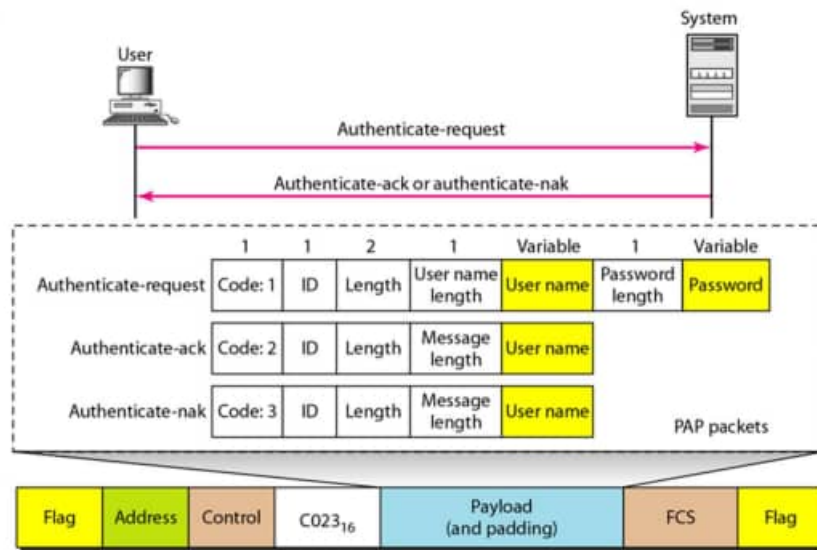 User
System
Authenticate-request
Authenticate-ack or authenticate-nak
1 1 2 1 Variable 1 Variable
Authenticate-request Code: 1 ID Length User name length User name Password length Password
Authenticate-ack Code: 2 ID Length Message length User name
Authenticate-nak Code: 3 ID Length Message length User name
PAP packets
Flag Address Control C023₁₆ Payload (and padding) FCS Flag